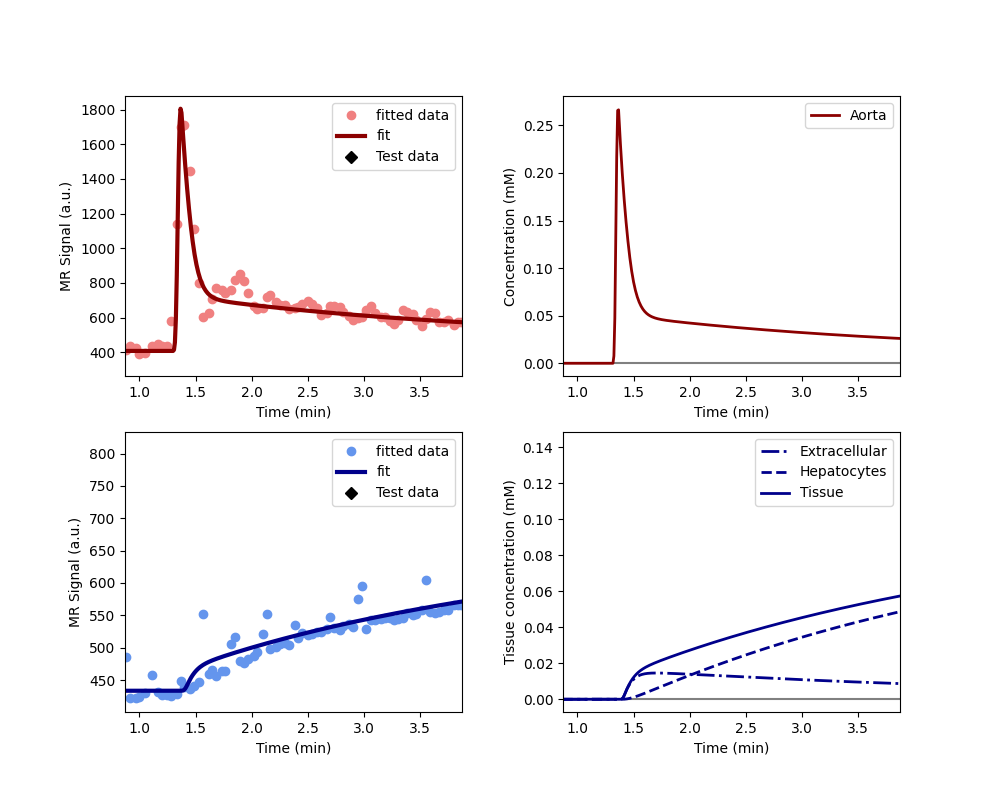 1800
1600
1400
1200
1000
800
600
400
MR Signal (a.u.)
fitted data
fit
Test data
1.0 1.5 2.0 2.5 3.0 3.5
Time (min)
0.25
0.20
0.15
0.10
0.05
0.00
Concentration (mM)
Aorta
1.0 1.5 2.0 2.5 3.0 3.5
Time (min)
800
750
700
650
600
550
500
450
MR Signal (a.u.)
fitted data
fit
Test data
1.0 1.5 2.0 2.5 3.0 3.5
Time (min)
0.14
0.12
0.10
0.08
0.06
0.04
0.02
0.00
Tissue concentration (mM)
Extracellular
Hepatocytes
Tissue
1.0 1.5 2.0 2.5 3.0 3.5
Time (min)